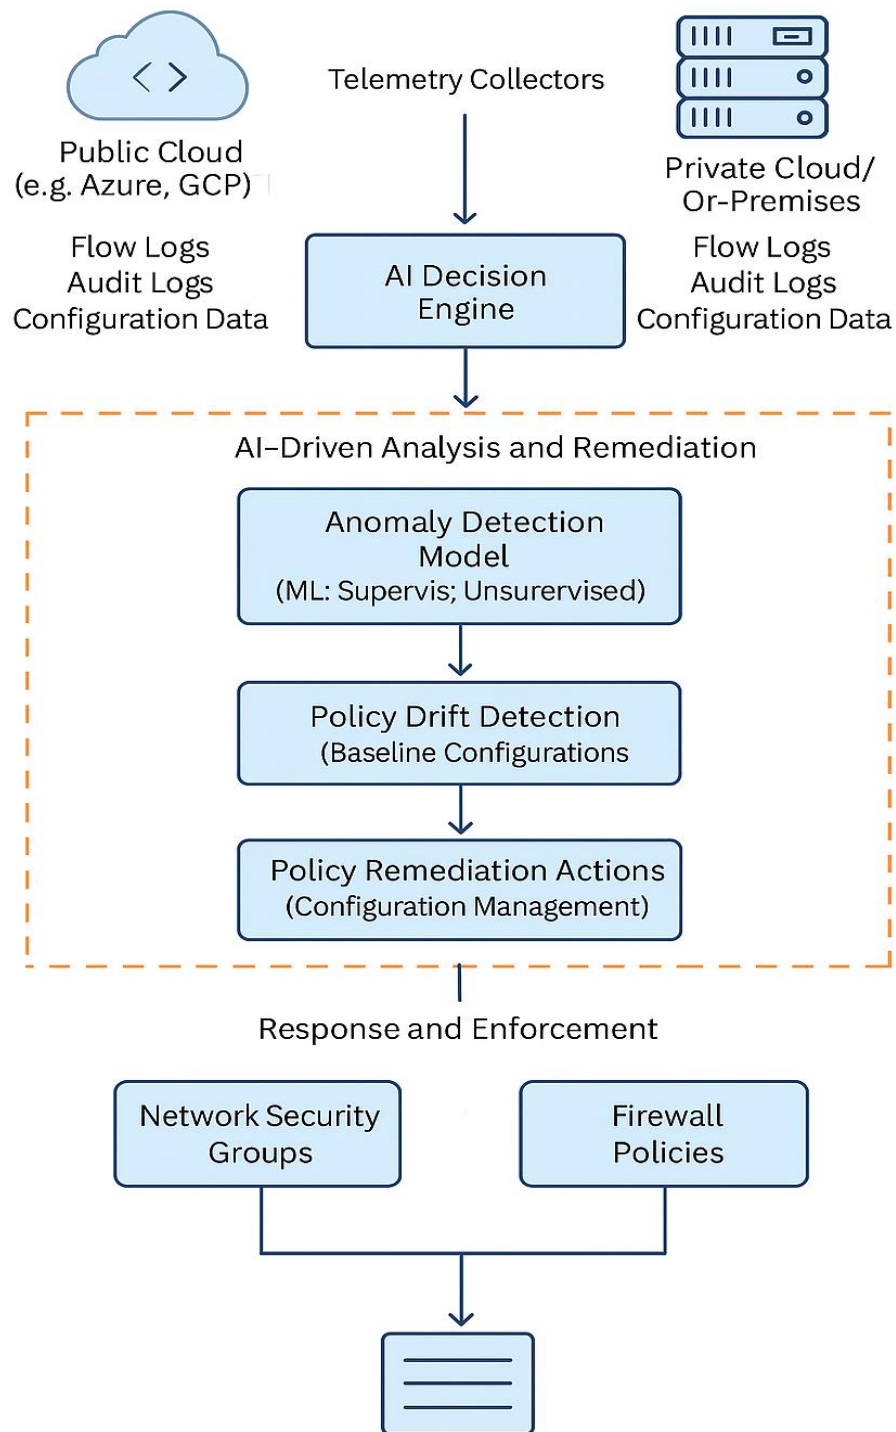 Telemetry Collectors
Public Cloud
(e.g. Azure, GCP)
Flow Logs
Audit Logs
Configuration Data
Private Cloud/
Or-Premises
Flow Logs
Audit Logs
Configuration Data
AI Decision
Engine
AI-Driven Analysis and Remediation
Anomaly Detection
Model
(ML: Supervis; Unsurervised)
Policy Drift Detection
(Baseline Configurations
Policy Remediation Actions
(Configuration Management)
Response and Enforcement
Network Security
Groups
Firewall
Policies